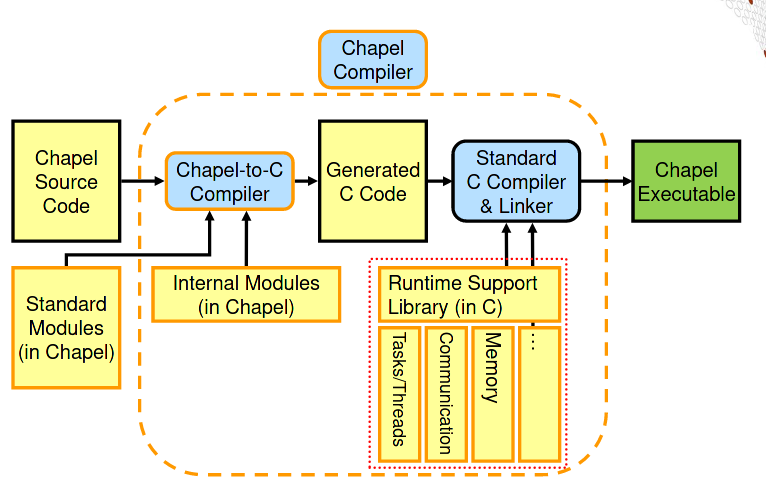 Chapel
Compiler
Chapel
Source
Code
Chapel-to-C
Compiler
Generated
C Code
Standard
C Compiler
& Linker
Chapel
Executable
Standard
Modules
(in Chapel)
Internal Modules
(in Chapel)
Runtime Support
Library (in C)
Tasks/Threads
Communication
Memory
...